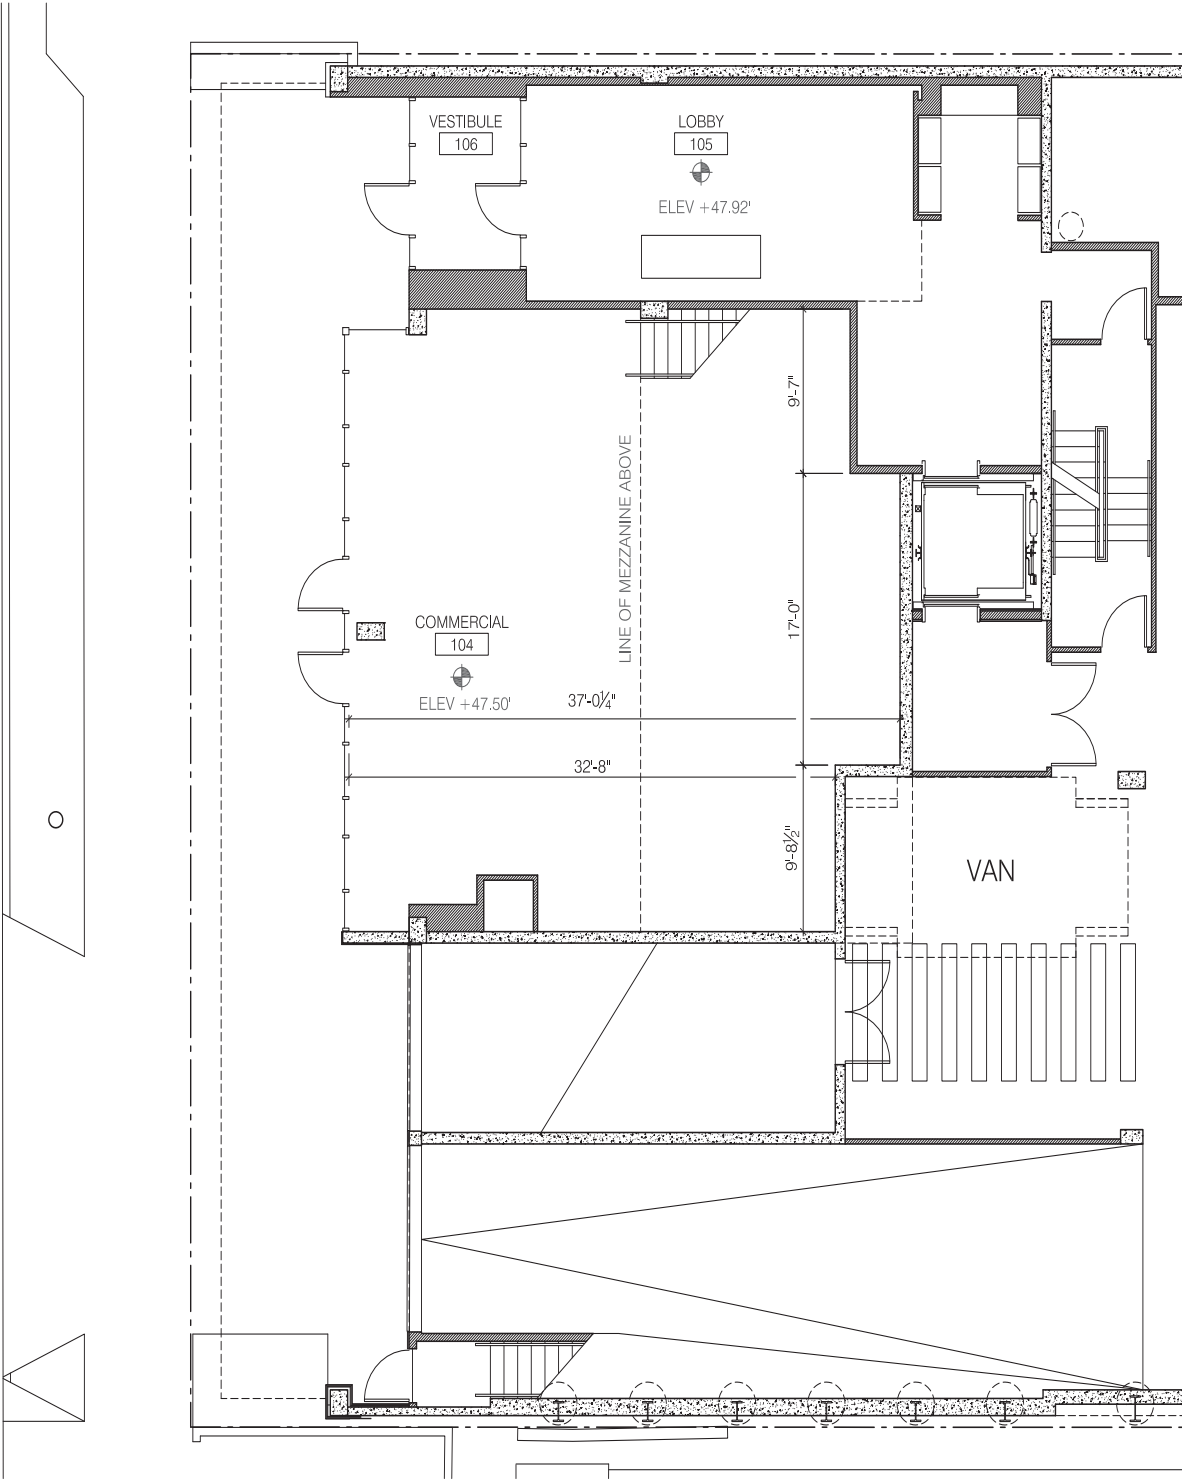 VESTIBULE
106
LOBBY
105
ELEV +47.92'
9'-7"
LINE OF MEZZANINE ABOVE
17'-0"
COMMERCIAL
104
ELEV +47.50'
37'-0¼"
32'-8"
9'-8½"
VAN